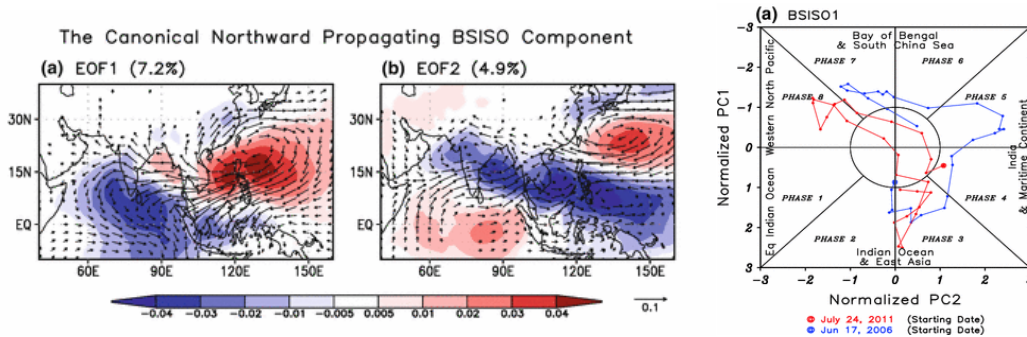 The Canonical Northward Propagating BSISO Component
(a) EOF1 (7.2%)
(b) EOF2 (4.9%)
30N
15N
EQ
60E
90E
120E
150E
30N
15N
EQ
60E
90E
120E
150E
-0.04
-0.03
-0.02
-0.01
-0.005
0.005
0.01
0.02
0.03
0.04
0.1
(a) BSISO1
-3
-2
-1
0
1
2
3
Normalized PC1
Bay of Bengal
& South China Sea
PHASE 7
PHASE 6
PHASE 8
PHASE 5
Western North Pacific
India
& Maritime Continent
Eq Indian Ocean
PHASE 1
PHASE 4
PHASE 2
PHASE 3
Indian Ocean
& East Asia
-3
-2
-1
0
1
2
3
Normalized PC2
July 24, 2011 (Starting Date)
Jun 17, 2006 (Starting Date)